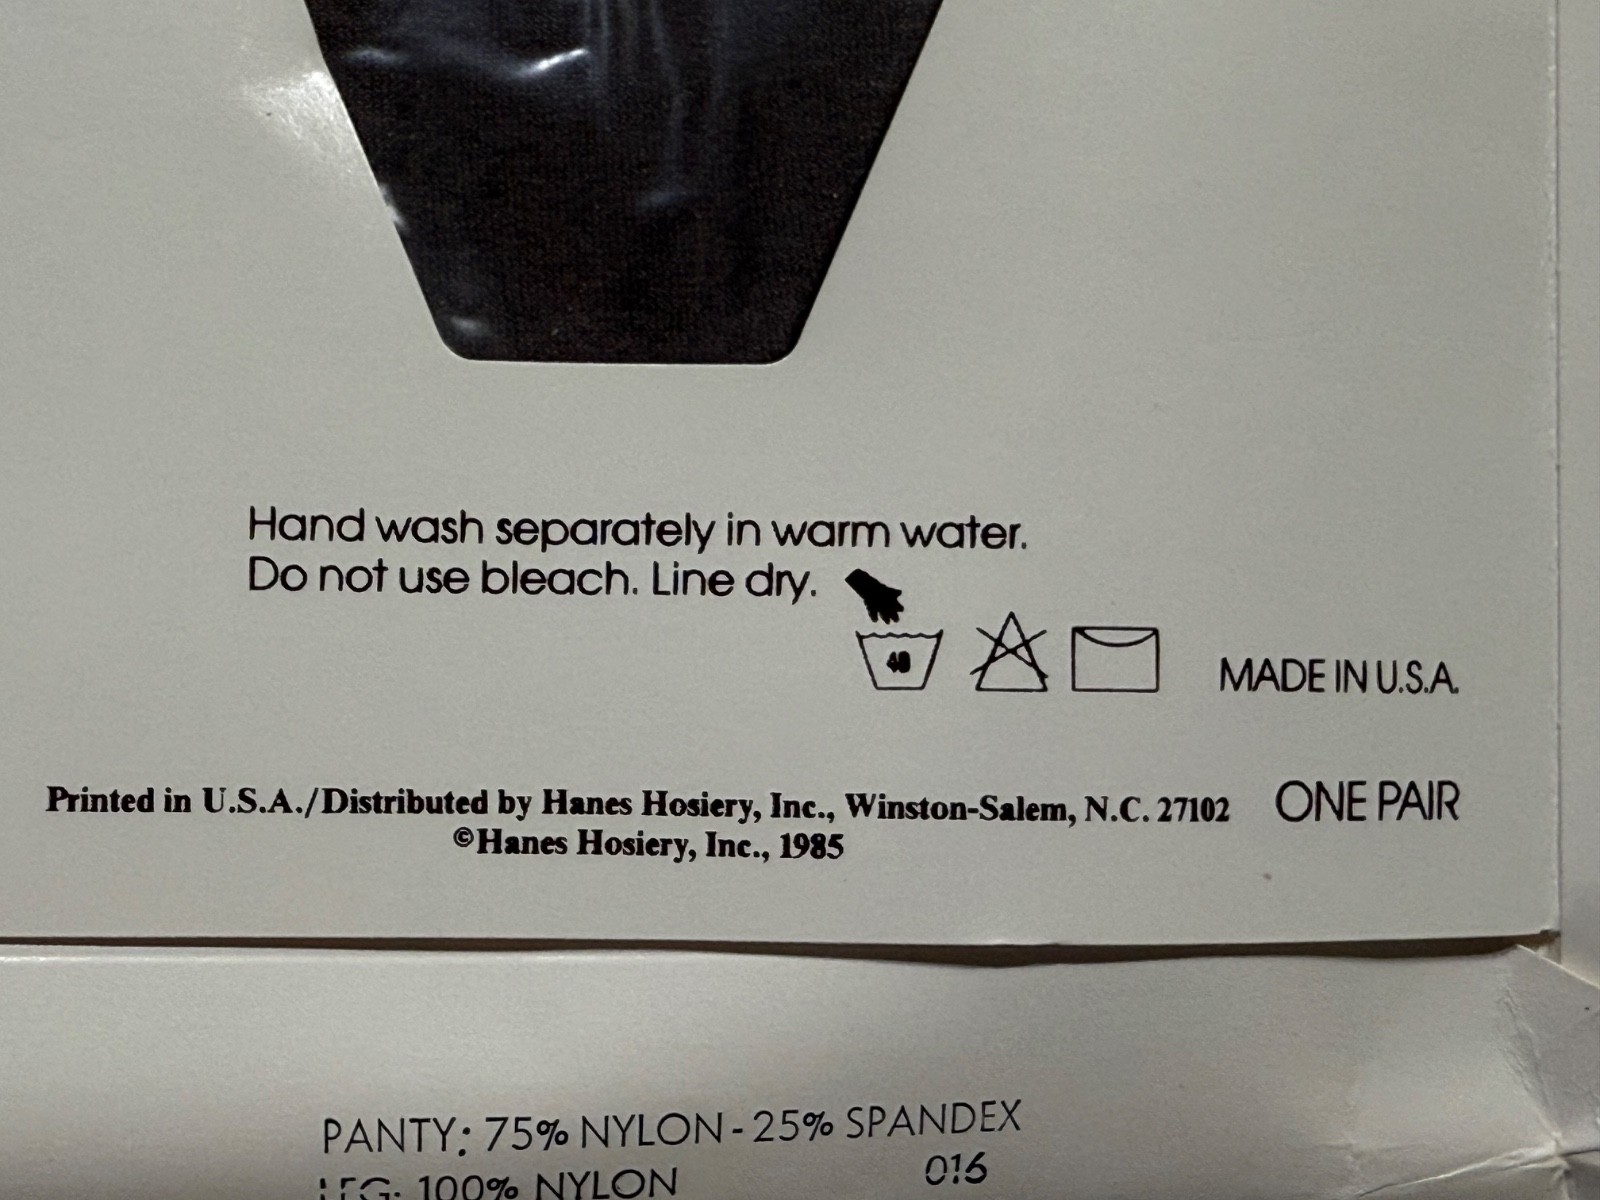 Hand wash separately in warm water.
Do not use bleach. Line dry.
40
MADE IN U.S.A.
Printed in U.S.A./Distributed by Hanes Hosiery, Inc., Winston-Salem, N.C. 27102
ONE PAIR
©Hanes Hosiery, Inc., 1985
PANTY: 75% NYLON - 25% SPANDEX
LEG: 100% NYLON
016